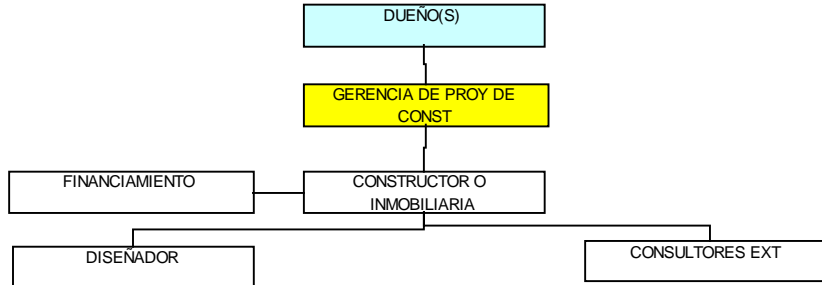 DUEÑO(S)
GERENCIA DE PROY DE
CONST
FINANCIAMIENTO
CONSTRUCTOR O
INMOBILIARIA
DISEÑADOR
CONSULTORES EXT